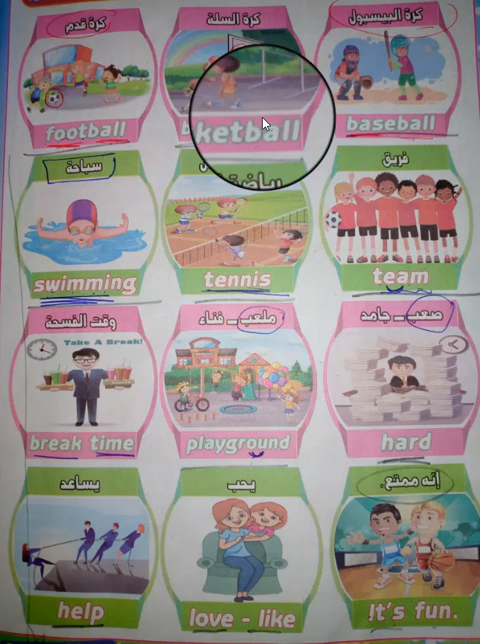 كرة قدم
football
كرة السلة
ketball
كرة البيسبول
baseball
سباحة
swimming
رياضة
tennis
فريق
team
وقت الفسحة
Take A Break!
break time
ملعب – فناء
playground
صعب – جامد
hard
يساعد
help
يحب
love - like
إنه ممتع.
It's fun.